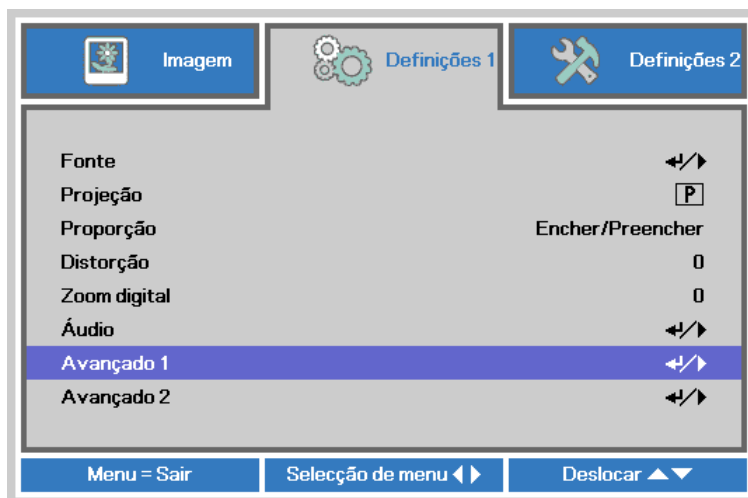 Imagem Definições 1 Definições 2
Fonte
Projeção P
Proporção Encher/Preencher
Distorção 0
Zoom digital 0
Áudio
Avançado 1
Avançado 2
Menu = Sair Selecção de menu Deslocar